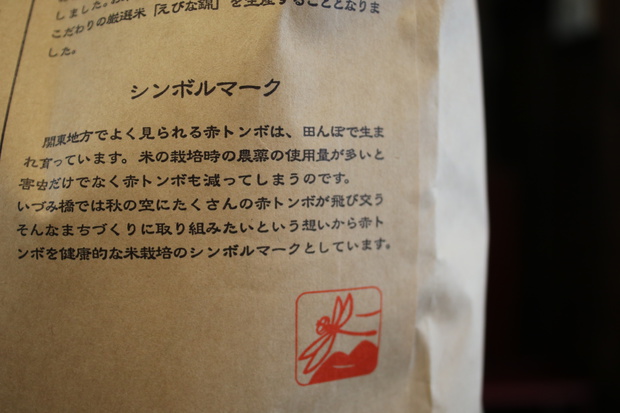 しました。
こだわりの厳選米「えびな錦」を生産することとなりま
した。
シンボルマーク
関東地方でよく見られる赤トンボは、田んぼで生ま
れ育っています。米の栽培時の農薬の使用量が多いと
害虫だけでなく赤トンボも減ってしまうのです。
いづみ橋では秋の空にたくさんの赤トンボが飛び交う
そんなまちづくりに取り組みたいという想いから赤ト
ンボを健康的な米栽培のシンボルマークとしています。